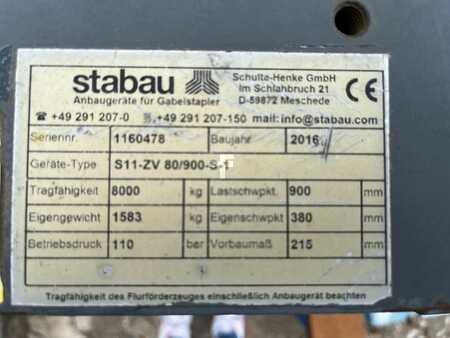 stabau
Anbaugeräte für Gabelstapler
Schulte-Henke GmbH
Im Schlahbruch 21
D-59872 Meschede
CE
☎ +49 291 207-0 +49 291 207-150 mail: info@stabau.com
Seriennr. 1160478 Baujahr 2016
Geräte-Type S11-ZV 80/900-S-1
Tragfähigkeit 8000 kg Lastschwpkt. 900 mm
Eigengewicht 1583 kg Eigenschwpkt 380 mm
Betriebsdruck 110 bar Vorbaumaß 215 mm
Tragfähigkeit des Flurförderzeuges einschließlich Anbaugerät beachten